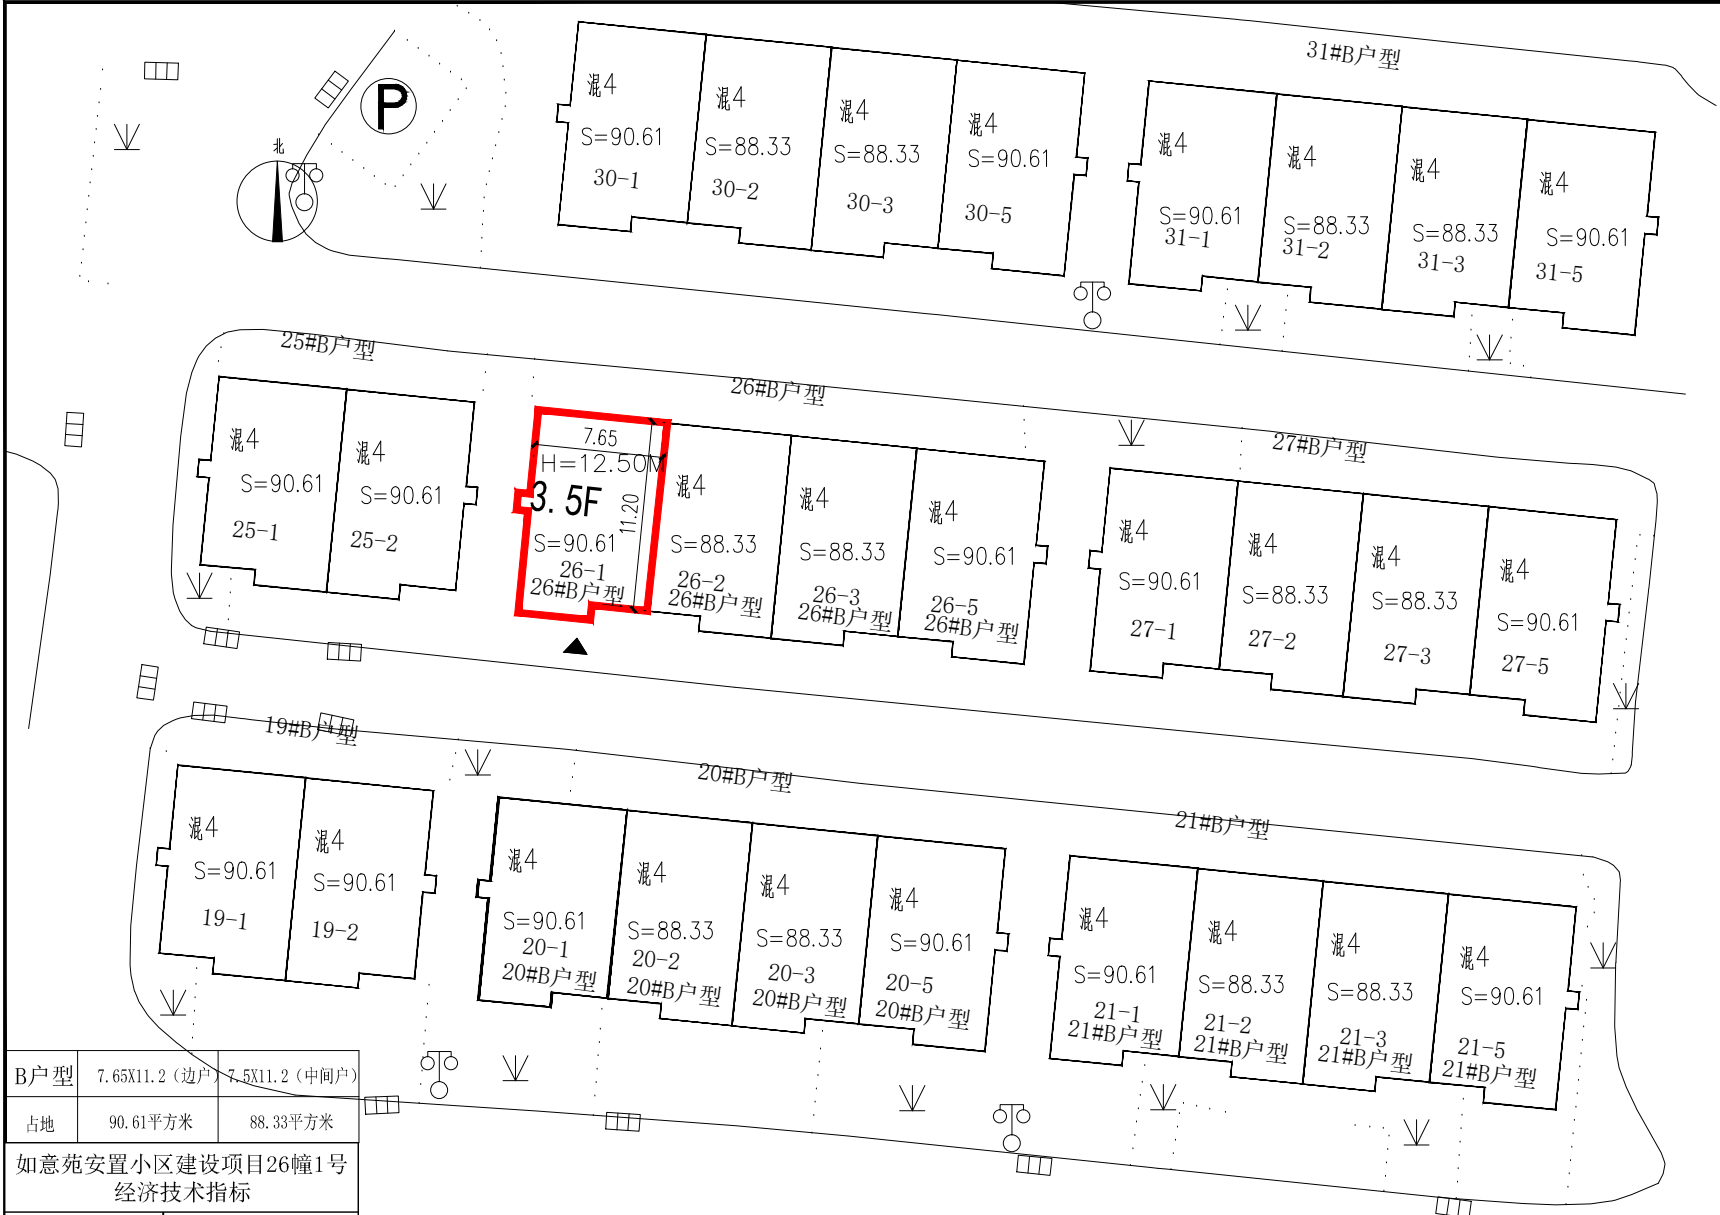 31#B户型
P
北
混4
S=90.61
30-1
混4
S=88.33
30-2
混4
S=88.33
30-3
混4
S=90.61
30-5
混4
S=90.61
31-1
混4
S=88.33
31-2
混4
S=88.33
31-3
混4
S=90.61
31-5
25#B户型
26#B户型
27#B户型
混4
S=90.61
25-1
混4
S=90.61
25-2
7.65
H=12.50M
3.5F
11.20
S=90.61
26-1
26#B户型
混4
S=88.33
26-2
26#B户型
混4
S=88.33
26-3
26#B户型
混4
S=90.61
26-5
26#B户型
混4
S=90.61
27-1
混4
S=88.33
27-2
混4
S=88.33
27-3
混4
S=90.61
27-5
19#B户型
20#B户型
21#B户型
混4
S=90.61
19-1
混4
S=90.61
19-2
混4
S=90.61
20-1
20#B户型
混4
S=88.33
20-2
20#B户型
混4
S=88.33
20-3
20#B户型
混4
S=90.61
20-5
20#B户型
混4
S=90.61
21-1
21#B户型
混4
S=88.33
21-2
21#B户型
混4
S=88.33
21-3
21#B户型
混4
S=90.61
21-5
21#B户型
B户型 7.65X11.2（边户） 7.5X11.2（中间户）
占地 90.61平方米 88.33平方米
如意苑安置小区建设项目26幢1号
经济技术指标